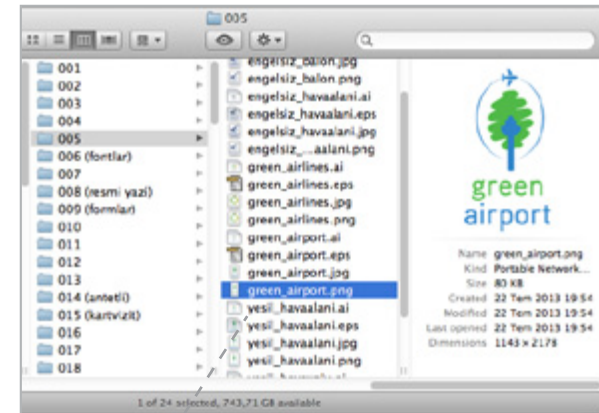 005
001
002
003
004
005
006 (fontlar)
007
008 (resmi yazi)
009 (formlar)
010
011
012
013
014 (antetli)
015 (kartvizit)
016
017
018
engelsiz_balon.jpg
engelsiz_balon.png
engelsiz_havaalani.ai
engelsiz_havaalani.eps
engelsiz_havaalani.jpg
engelsiz_...aalani.png
green_airlines.ai
green_airlines.eps
green_airlines.jpg
green_airlines.png
green_airport.ai
green_airport.eps
green_airport.jpg
green_airport.png
yesil_havaalani.ai
yesil_havaalani.eps
yesil_havaalani.jpg
yesil_havaalani.png
green
airport
Name green_airport.png
Kind Portable Network...
Size 80 KB
Created 22 Tem 2013 19:54
Modified 22 Tem 2013 19:54
Last opened 22 Tem 2013 19:54
Dimensions 1143 x 2178
1 of 24 selected, 743,71 GB available